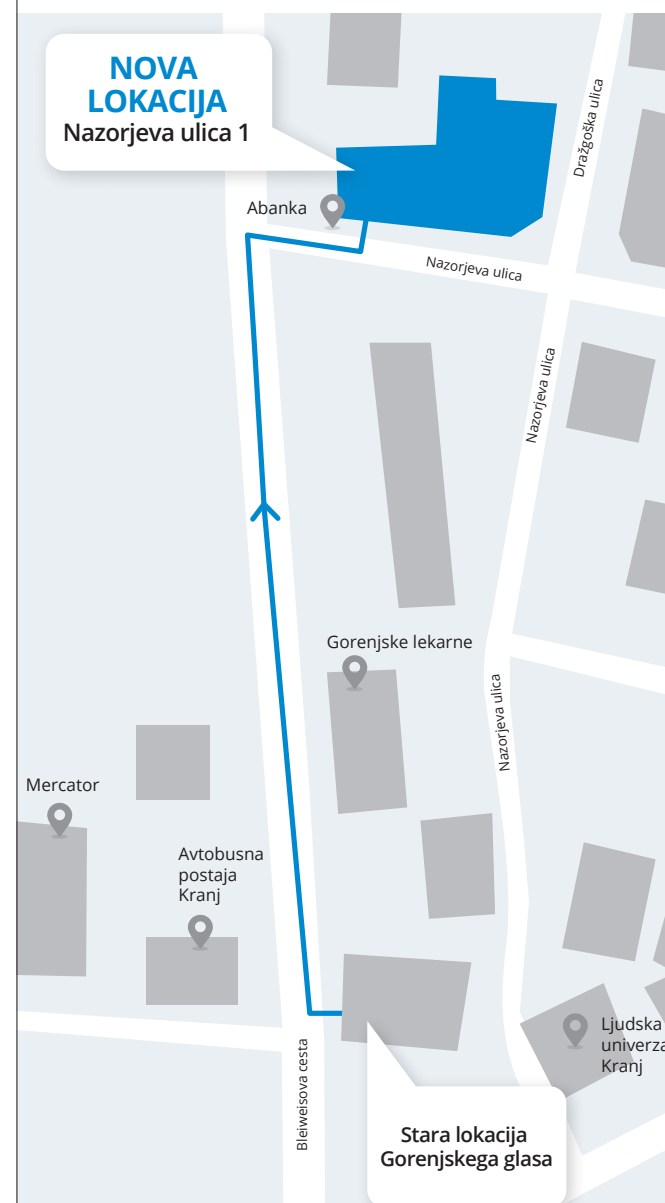 NOVA
LOKACIJA
Nazorjeva ulica 1
Dražgoška ulica
Abanka
Nazorjeva ulica
Nazorjeva ulica
Gorenjske lekarne
Nazorjeva ulica
Mercator
Avtobusna
postaja
Kranj
Ljudska
univerza
Kranj
Bleiweisova cesta
Stara lokacija
Gorenjskega glasa